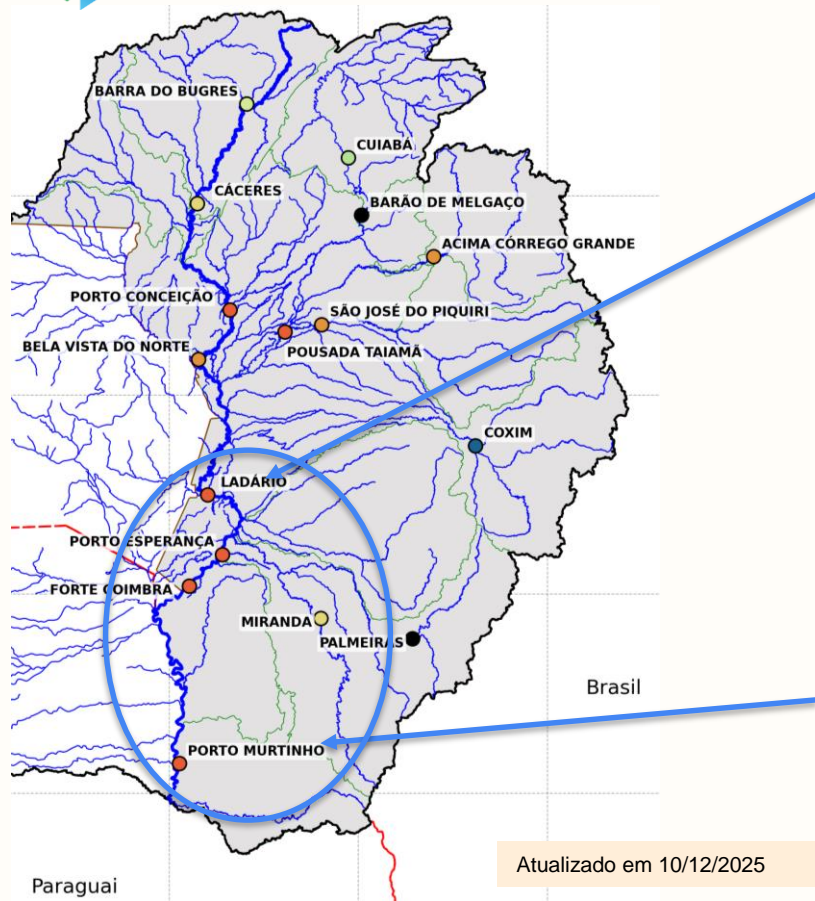 BARRA DO BUGRES
CUIABÁ
CÁCERES
BARÃO DE MELGAÇO
ACIMA CÓRREGO GRANDE
PORTO CONCEIÇÃO
SÃO JOSÉ DO PIQUIRI
BELA VISTA DO NORTE
POUSADA TAIAMÃ
COXIM
LADÁRIO
PORTO ESPERANÇA
FORTE COIMBRA
MIRANDA
PALMEIRAS
Brasil
PORTO MURTINHO
Atualizado em 10/12/2025
Paraguai